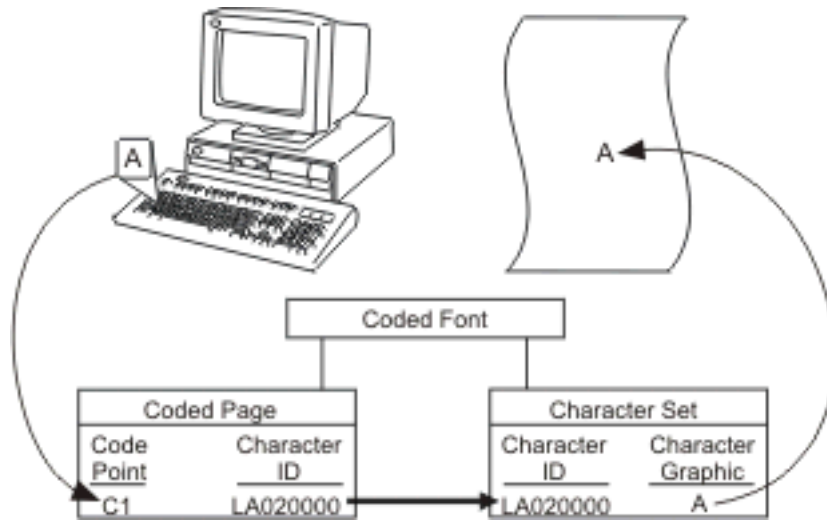 A
A
Coded Font
Coded Page
Code Point
Character ID
C1
LA020000
Character Set
Character ID
Character Graphic
LA020000
A